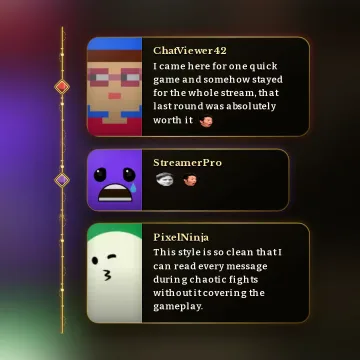 ChatViewer42
I came here for one quick
game and somehow stayed
for the whole stream, that
last round was absolutely
worth it
StreamerPro
PixelNinja
This style is so clean that I
can read every message
during chaotic fights
without it covering the
gameplay.